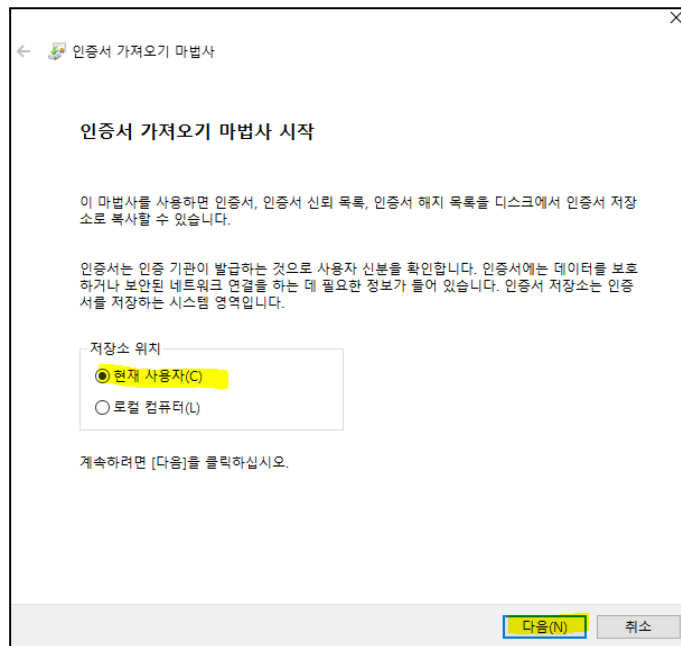 인증서 가져오기 마법사
인증서 가져오기 마법사 시작
이 마법사를 사용하면 인증서, 인증서 신뢰 목록, 인증서 해지 목록을 디스크에서 인증서 저장
소로 복사할 수 있습니다.
인증서는 인증 기관이 발급하는 것으로 사용자 신분을 확인합니다. 인증서에는 데이터를 보호
하거나 보안된 네트워크 연결을 하는 데 필요한 정보가 들어 있습니다. 인증서 저장소는 인증
서를 저장하는 시스템 영역입니다.
저장소 위치
현재 사용자(C)
로컬 컴퓨터(L)
계속하려면 [다음]을 클릭하십시오.
다음(N) 취소